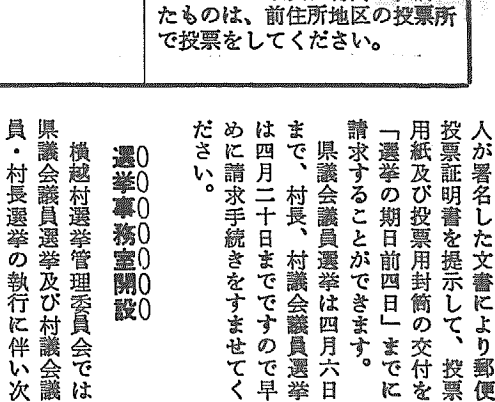 たものは、前住所地区の投票所
で投票をしてください。
人が署名した文書により郵便
投票証明書を提示して、投票
用紙及び投票用封筒の交付を
「選挙の期日前四日」までに
請求することができます。
県議会議員選挙は四月六日
まで、村長、村議会議員選挙
は四月二十日までですので早
めに請求手続きをすませてく
ださい。
選挙事務室開設
横越村選挙管理委員会では
県議会議員選挙及び村議会議
員・村長選挙の執行に伴い次